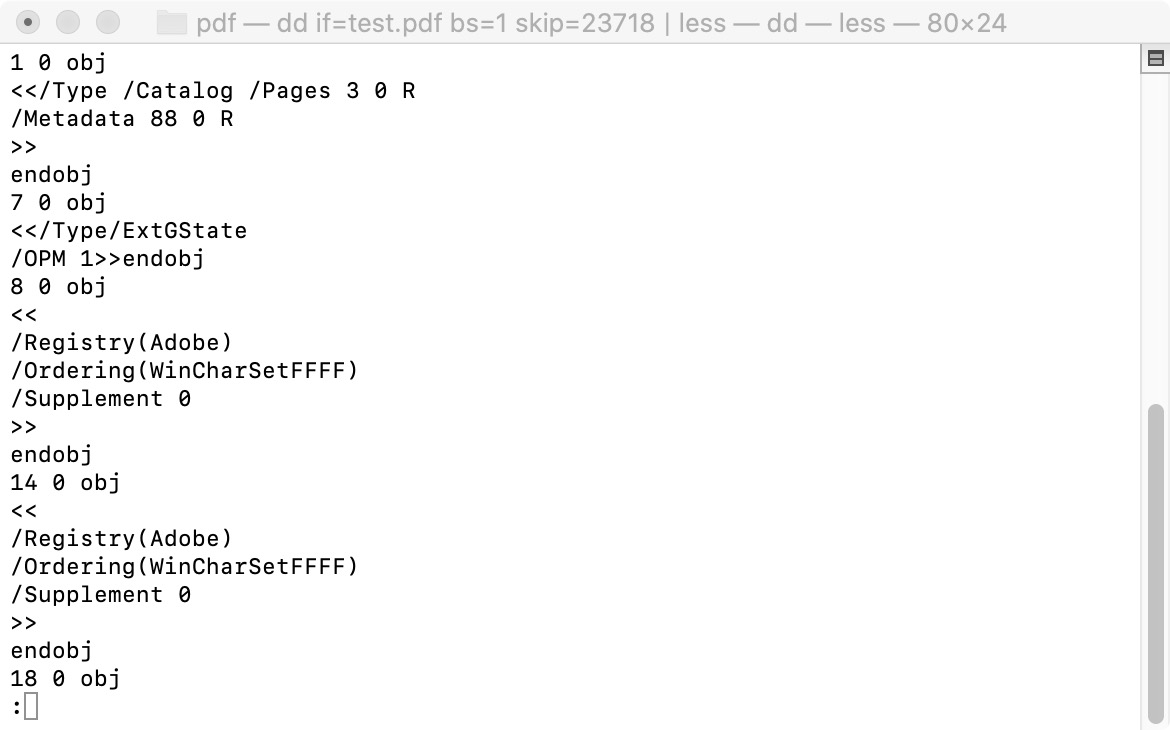 pdf — dd if=test.pdf bs=1 skip=23718 | less — dd — less — 80×24
1 0 obj
<</Type /Catalog /Pages 3 0 R
/Metadata 88 0 R
>>
endobj
7 0 obj
<</Type/ExtGState
/OPM 1>>endobj
8 0 obj
<<
/Registry(Adobe)
/Ordering(WinCharSetFFFF)
/Supplement 0
>>
endobj
14 0 obj
<<
/Registry(Adobe)
/Ordering(WinCharSetFFFF)
/Supplement 0
>>
endobj
18 0 obj
: